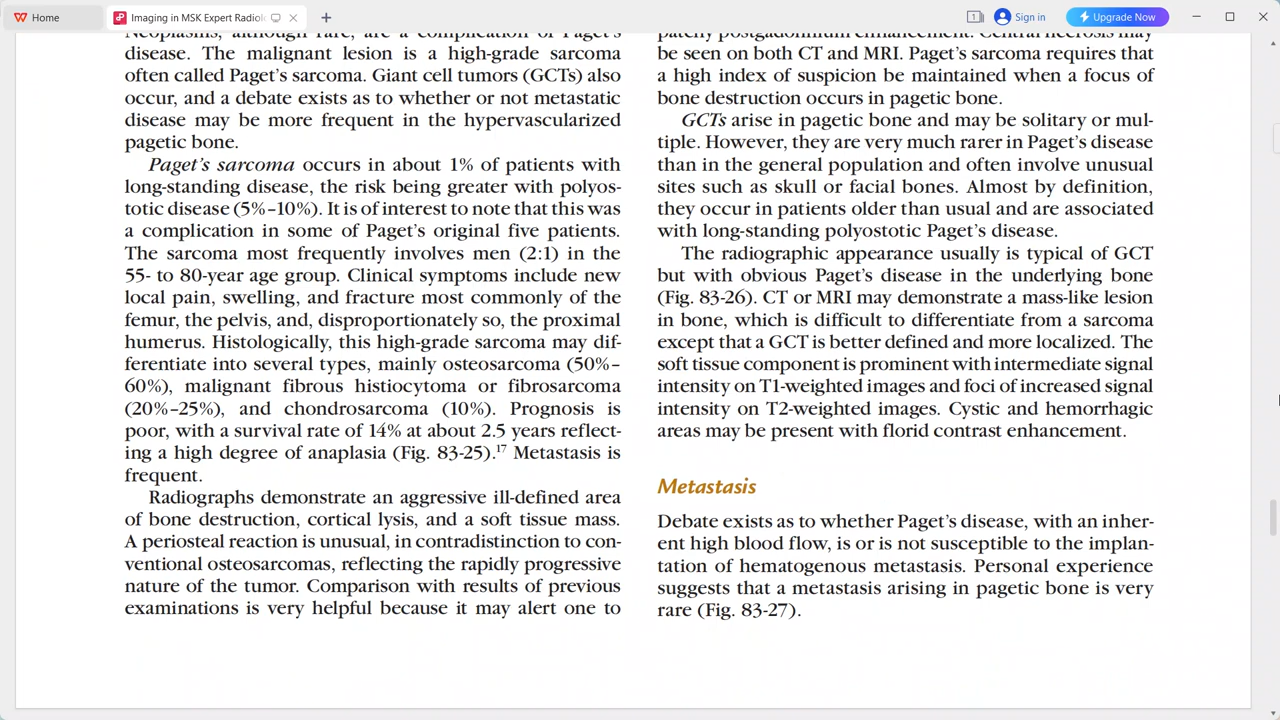 Home
Imaging in MSK Expert Radiol
Sign in
Upgrade Now
Neoplasms, although rare, are a complication of Paget's
disease. The malignant lesion is a high-grade sarcoma
often called Paget's sarcoma. Giant cell tumors (GCTs) also
occur, and a debate exists as to whether or not metastatic
disease may be more frequent in the hypervascularized
pagetic bone.
Paget's sarcoma occurs in about 1% of patients with
long-standing disease, the risk being greater with polyos-
totic disease (5%–10%). It is of interest to note that this was
a complication in some of Paget's original five patients.
The sarcoma most frequently involves men (2:1) in the
55- to 80-year age group. Clinical symptoms include new
local pain, swelling, and fracture most commonly of the
femur, the pelvis, and, disproportionately so, the proximal
humerus. Histologically, this high-grade sarcoma may dif-
ferentiate into several types, mainly osteosarcoma (50%–
60%), malignant fibrous histiocytoma or fibrosarcoma
(20%–25%), and chondrosarcoma (10%). Prognosis is
poor, with a survival rate of 14% at about 2.5 years reflect-
ing a high degree of anaplasia (Fig. 83-25).17 Metastasis is
frequent.
Radiographs demonstrate an aggressive ill-defined area
of bone destruction, cortical lysis, and a soft tissue mass.
A periosteal reaction is unusual, in contradistinction to con-
ventional osteosarcomas, reflecting the rapidly progressive
nature of the tumor. Comparison with results of previous
examinations is very helpful because it may alert one to
patchy postgadolinium enhancement. Central necrosis may
be seen on both CT and MRI. Paget's sarcoma requires that
a high index of suspicion be maintained when a focus of
bone destruction occurs in pagetic bone.
GCTs arise in pagetic bone and may be solitary or mul-
tiple. However, they are very much rarer in Paget's disease
than in the general population and often involve unusual
sites such as skull or facial bones. Almost by definition,
they occur in patients older than usual and are associated
with long-standing polyostotic Paget's disease.
The radiographic appearance usually is typical of GCT
but with obvious Paget's disease in the underlying bone
(Fig. 83-26). CT or MRI may demonstrate a mass-like lesion
in bone, which is difficult to differentiate from a sarcoma
except that a GCT is better defined and more localized. The
soft tissue component is prominent with intermediate signal
intensity on T1-weighted images and foci of increased signal
intensity on T2-weighted images. Cystic and hemorrhagic
areas may be present with florid contrast enhancement.
Metastasis
Debate exists as to whether Paget's disease, with an inher-
ent high blood flow, is or is not susceptible to the implan-
tation of hematogenous metastasis. Personal experience
suggests that a metastasis arising in pagetic bone is very
rare (Fig. 83-27).